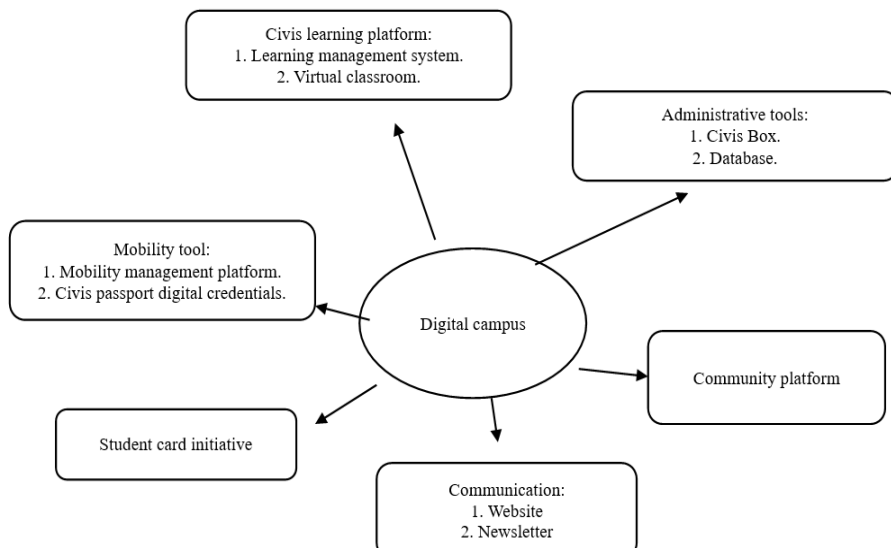 Civis learning platform:
1. Learning management system.
2. Virtual classroom.
Administrative tools:
1. Civis Box.
2. Database.
Mobility tool:
1. Mobility management platform.
2. Civis passport digital credentials.
Digital campus
Community platform
Student card initiative
Communication:
1. Website
2. Newsletter